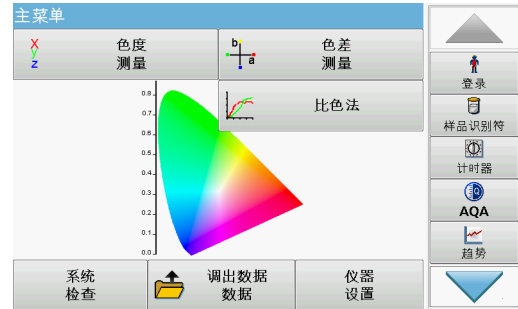 主菜单
X
y
z
色度
测量
b
a
色差
测量
比色法
0.8
0.8
0.6
0.5
0.4
0.3
0.2
0.1
0.0
系统
检查
调出数据
数据
仪器
设置
登录
样品识别符
计时器
AQA
趋势